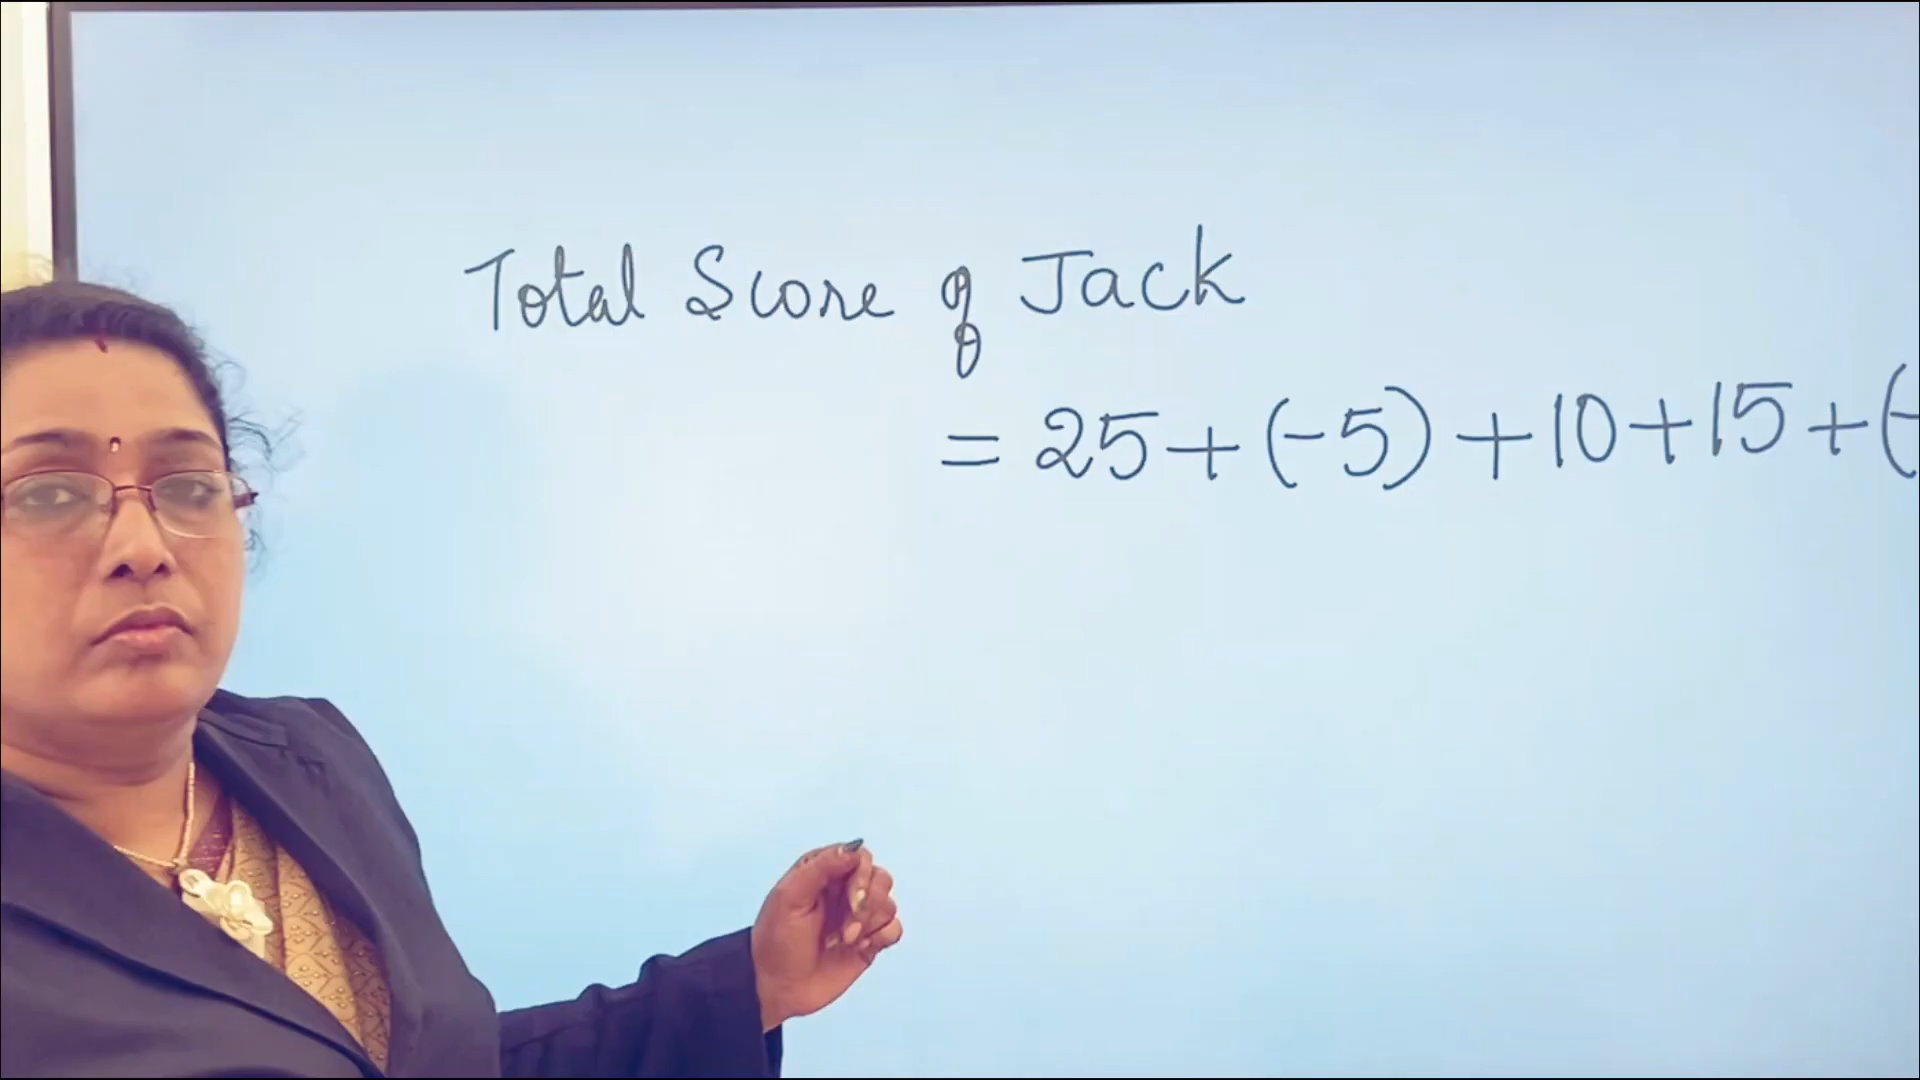 Total Score of Jack
= 25 + (-5) + 10 + 15 + (-